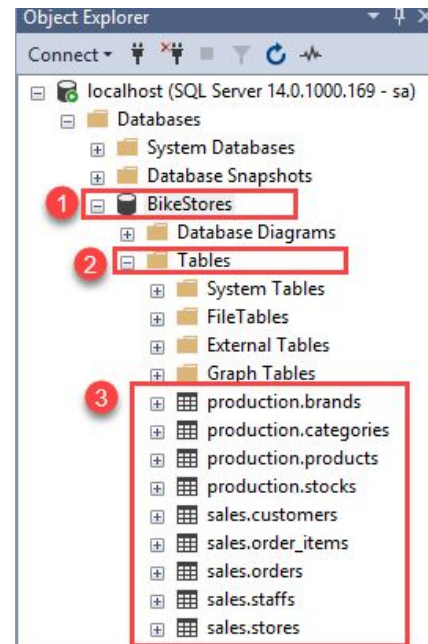 Object Explorer
Connect
localhost (SQL Server 14.0.1000.169 - sa)
Databases
System Databases
Database Snapshots
1 BikeStores
Database Diagrams
2 Tables
System Tables
FileTables
External Tables
Graph Tables
3 production.brands
production.categories
production.products
production.stocks
sales.customers
sales.order_items
sales.orders
sales.staffs
sales.stores